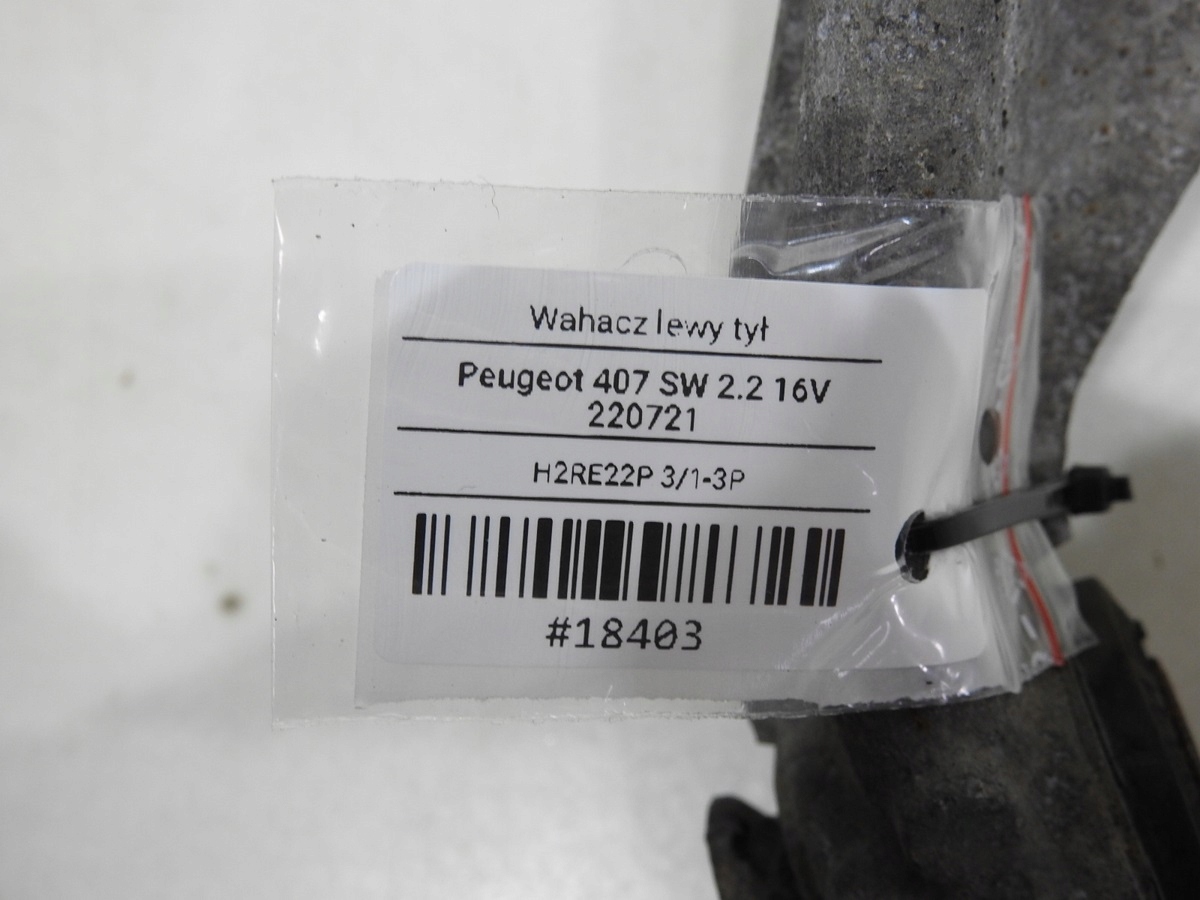 Wahacz lewy tył
Peugeot 407 SW 2.2 16V
220721
H2RE22P 3/1-3P
#18403